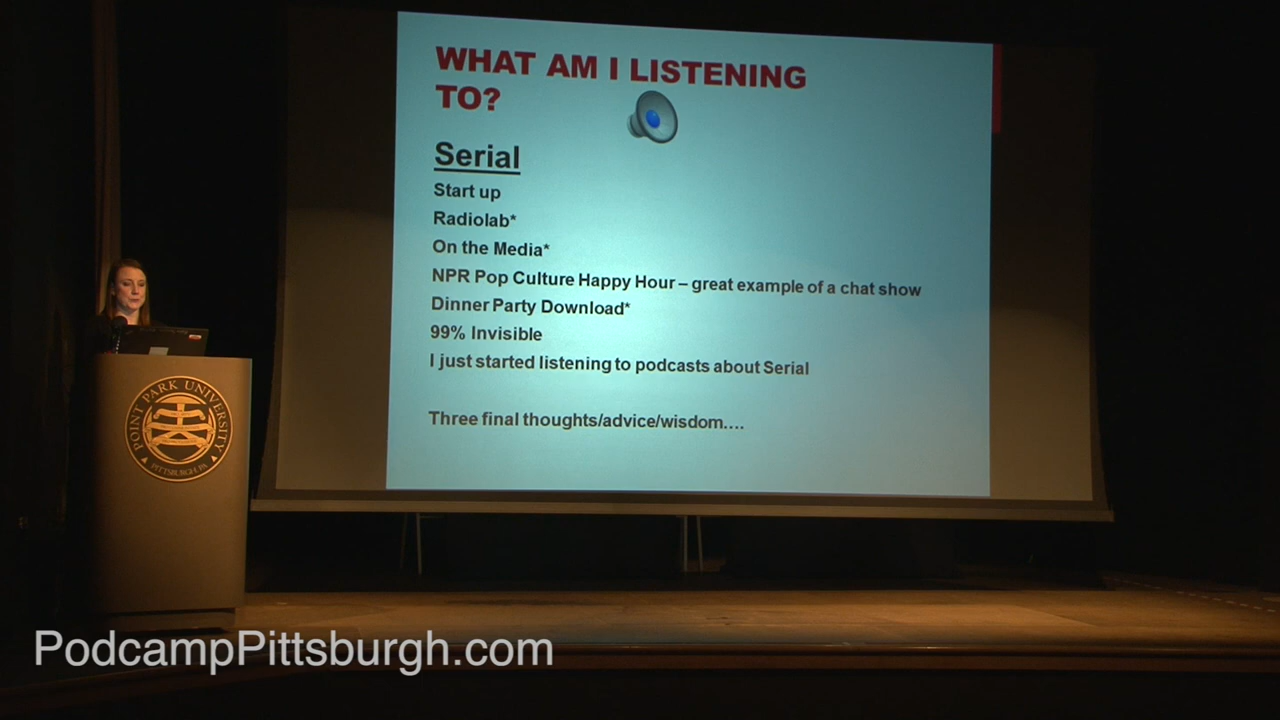 WHAT AM I LISTENING
TO?
Serial
Start up
Radiolab*
On the Media*
NPR Pop Culture Happy Hour – great example of a chat show
Dinner Party Download*
99% Invisible
I just started listening to podcasts about Serial
Three final thoughts/advice/wisdom....
POINT PARK UNIVERSITY
PITTSBURGH, PA
PodcampPittsburgh.com